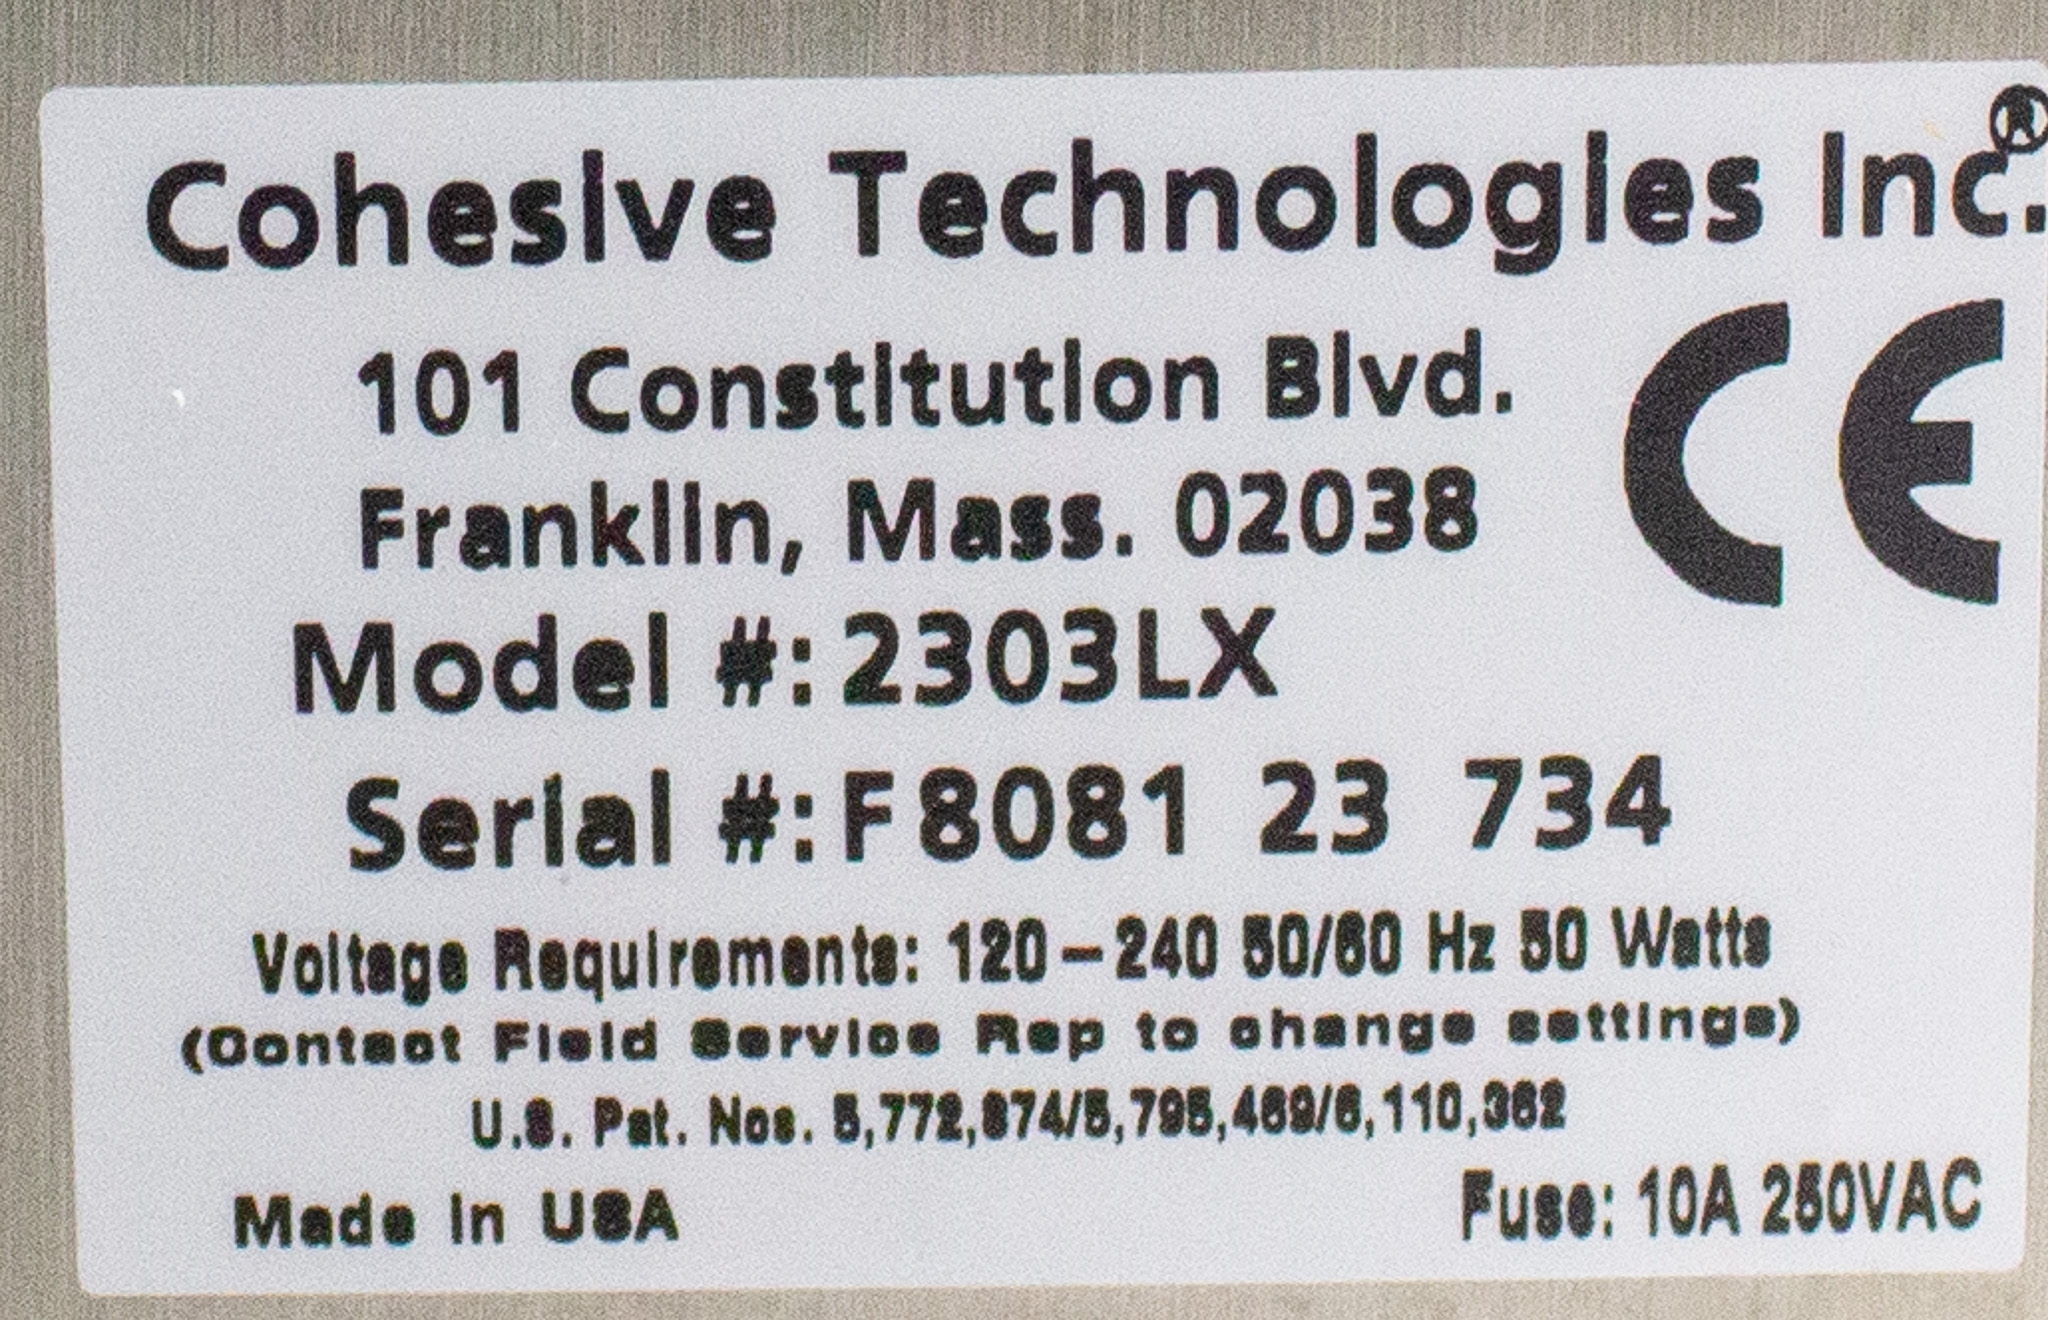 Cohesive Technologies Inc.®
101 Constitution Blvd.
Franklin, Mass. 02038
CE
Model #: 2303LX
Serial #: F8081 23 734
Voltage Requirements: 120-240 50/60 Hz 50 Watts
(Contact Field Service Rep to change settings)
U.S. Pat. Nos. 5,772,874/5,795,469/6,110,362
Made in USA
Fuse: 10A 250VAC